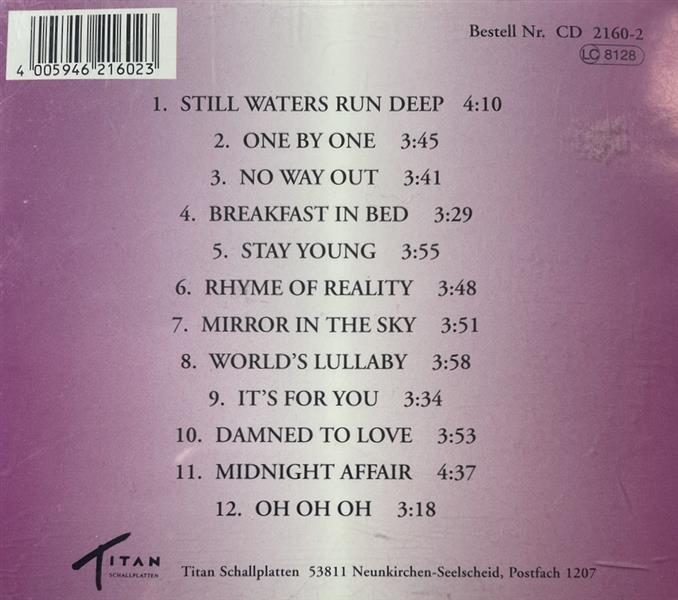 4 005946 216023
Bestell Nr. CD 2160-2
LC 8128
1. STILL WATERS RUN DEEP 4:10
2. ONE BY ONE 3:45
3. NO WAY OUT 3:41
4. BREAKFAST IN BED 3:29
5. STAY YOUNG 3:55
6. RHYME OF REALITY 3:48
7. MIRROR IN THE SKY 3:51
8. WORLD'S LULLABY 3:58
9. IT'S FOR YOU 3:34
10. DAMNED TO LOVE 3:53
11. MIDNIGHT AFFAIR 4:37
12. OH OH OH 3:18
TITAN
SCHALLPLATTEN
Titan Schallplatten 53811 Neunkirchen-Seelscheid, Postfach 1207